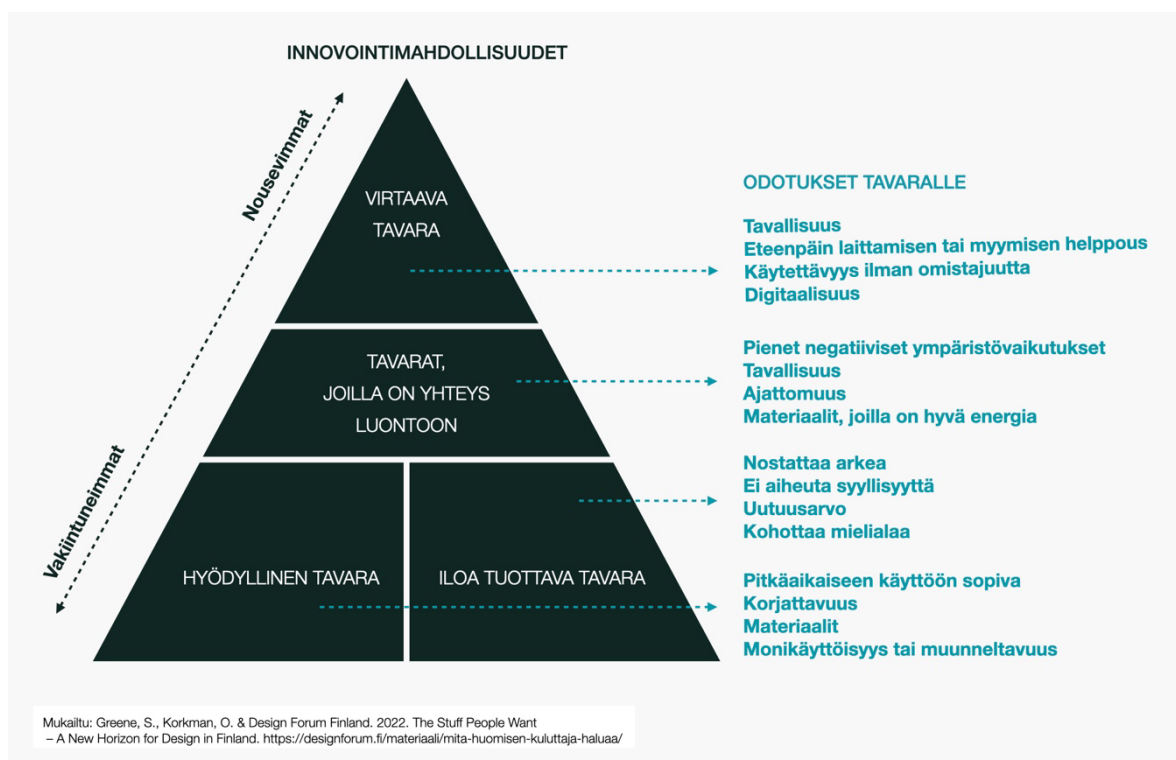 INNOVOINTIMAHDOLLISUUDET
Nousevimmat
Vakiintuneimmat
VIRTAAVA
TAVARA
TAVARAT,
JOILLA ON YHTEYS
LUONTOON
HYÖDYLLINEN TAVARA
ILOA TUOTTAVA TAVARA
ODOTUKSET TAVARALLE
Tavallisuus
Eteenpäin laittamisen tai myymisen helppous
Käytettävyys ilman omistajuutta
Digitaalisuus
Pienet negatiiviset ympäristövaikutukset
Tavallisuus
Ajattomuus
Materiaalit, joilla on hyvä energia
Nostattaa arkea
Ei aiheuta syyllisyyttä
Uutuusarvo
Kohottaa mielialaa
Pitkäaikaiseen käyttöön sopiva
Korjattavuus
Materiaalit
Monikäyttöisyys tai muunneltavuus
Mukailtu: Greene, S., Korkman, O. & Design Forum Finland. 2022. The Stuff People Want
– A New Horizon for Design in Finland. https://designforum.fi/materiaali/mita-huomisen-kuluttaja-haluaa/